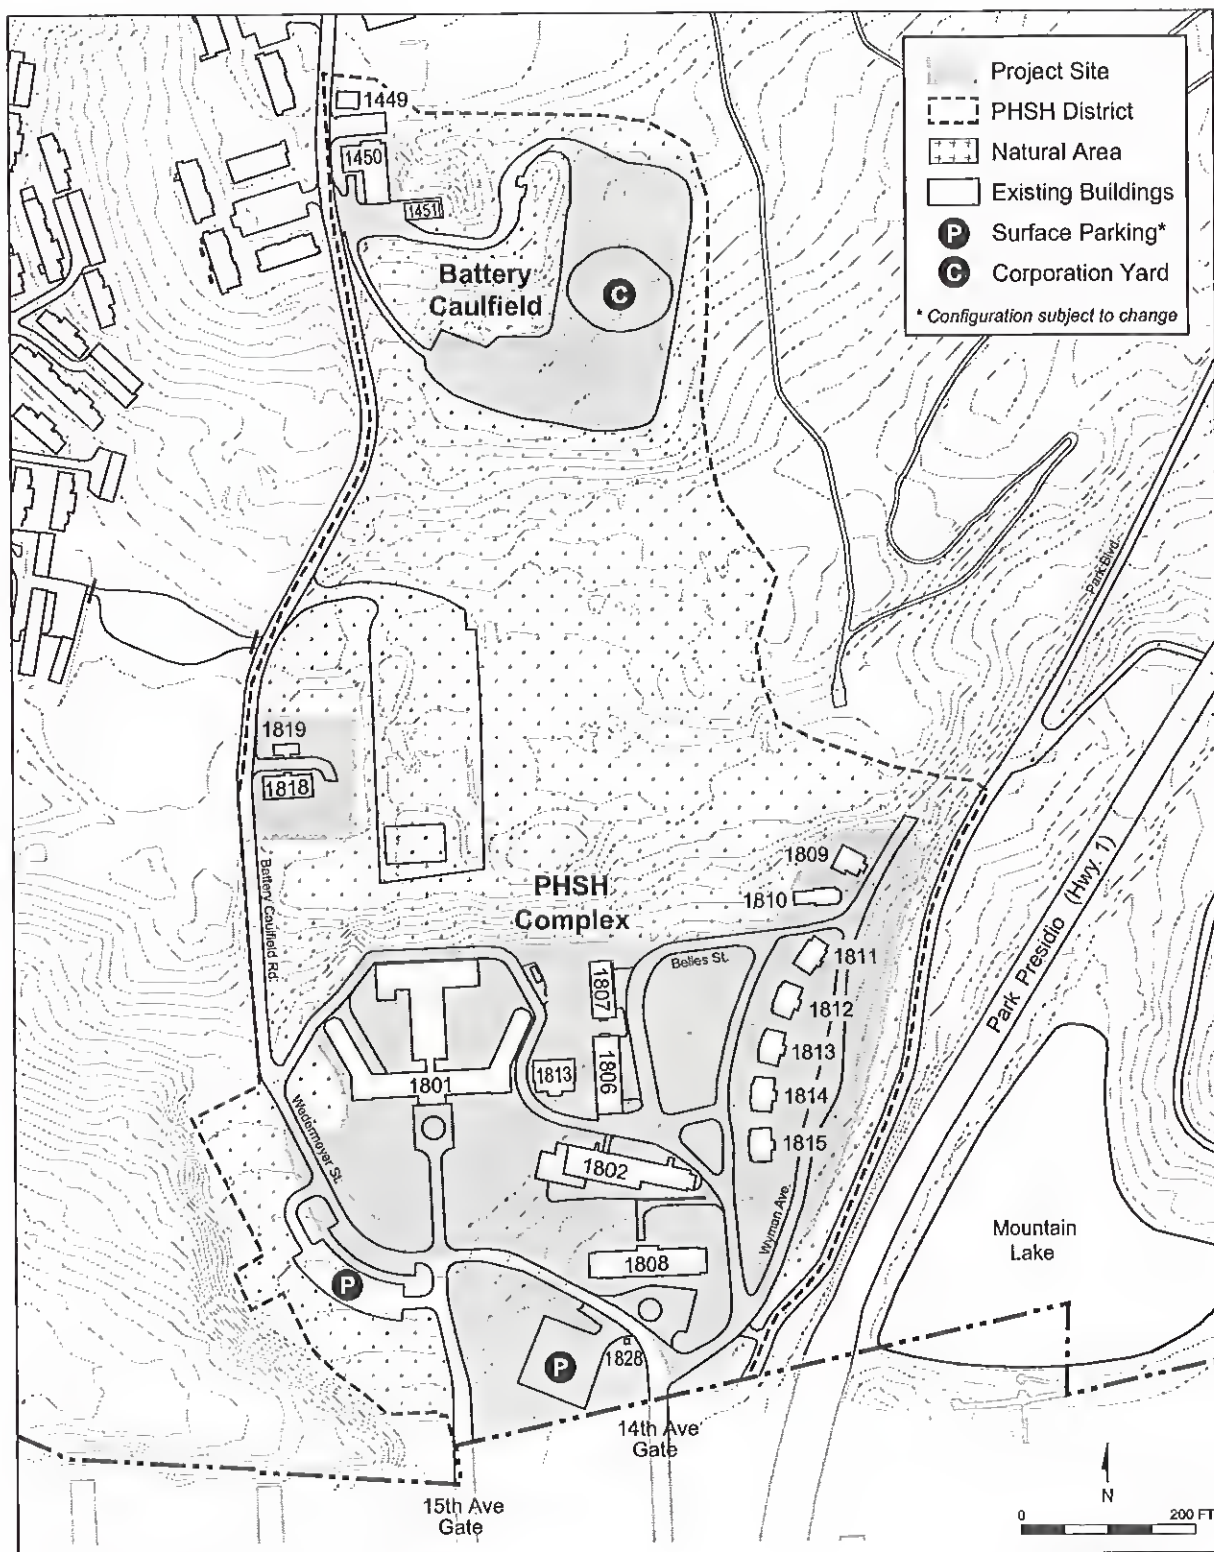 Project Site
PHSH District
Natural Area
Existing Buildings
P Surface Parking*
C Corporation Yard
* Configuration subject to change
1449
1450
1451
Battery
Caulfield
C
Park Blvd.
1819
1818
Battery Caulfield Rd.
PHSH
Complex
1809
1810
1811
Belles St.
1807
1812
Park Presidio (Hwy. 1)
1813
1813
1806
1801
1814
1815
Wedermoyer St.
1802
Wyman Ave.
Mountain
Lake
1808
P
1828
P
14th Ave
Gate
15th Ave
Gate
N
0 200 FT